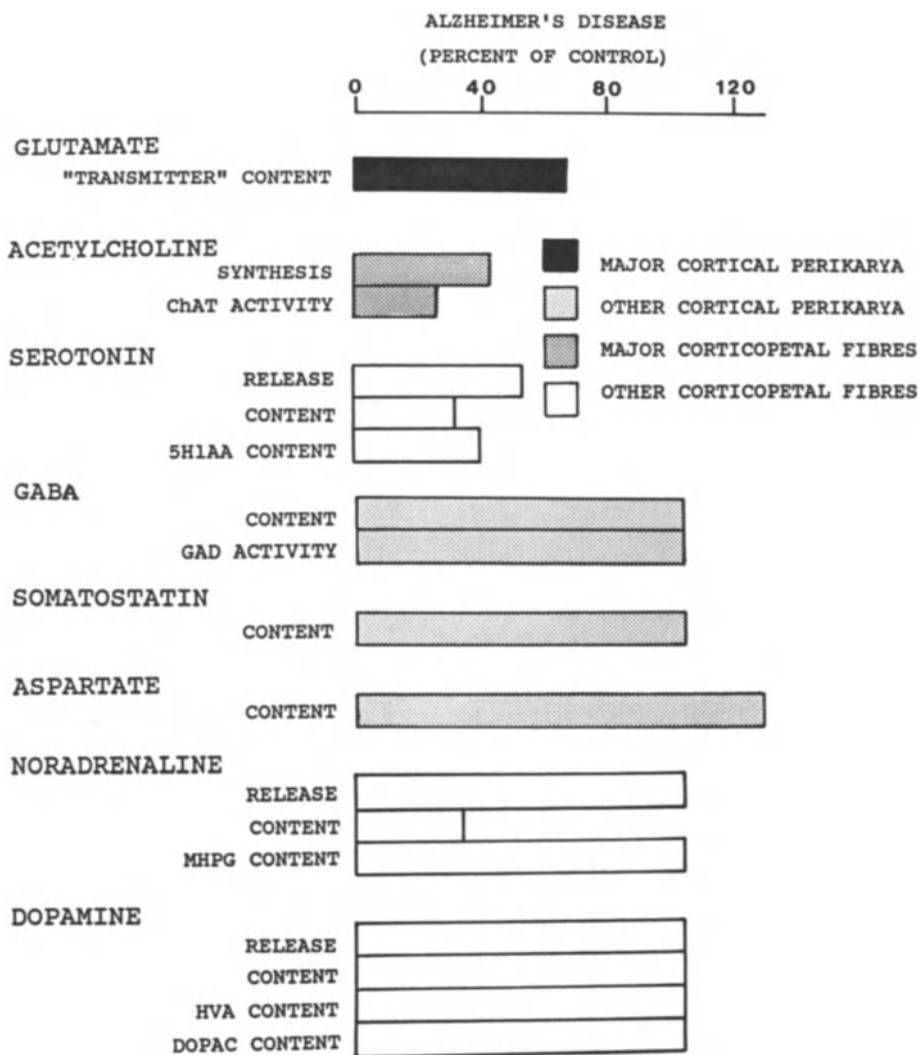 ALZHEIMER'S DISEASE
(PERCENT OF CONTROL)
0 40 80 120
GLUTAMATE
"TRANSMITTER" CONTENT
ACETYLCHOLINE
SYNTHESIS
ChAT ACTIVITY
MAJOR CORTICAL PERIKARYA
OTHER CORTICAL PERIKARYA
MAJOR CORTICOPETAL FIBRES
OTHER CORTICOPETAL FIBRES
SEROTONIN
RELEASE
CONTENT
5H1AA CONTENT
GABA
CONTENT
GAD ACTIVITY
SOMATOSTATIN
CONTENT
ASPARTATE
CONTENT
NORADRENALINE
RELEASE
CONTENT
MHPG CONTENT
DOPAMINE
RELEASE
CONTENT
HVA CONTENT
DOPAC CONTENT